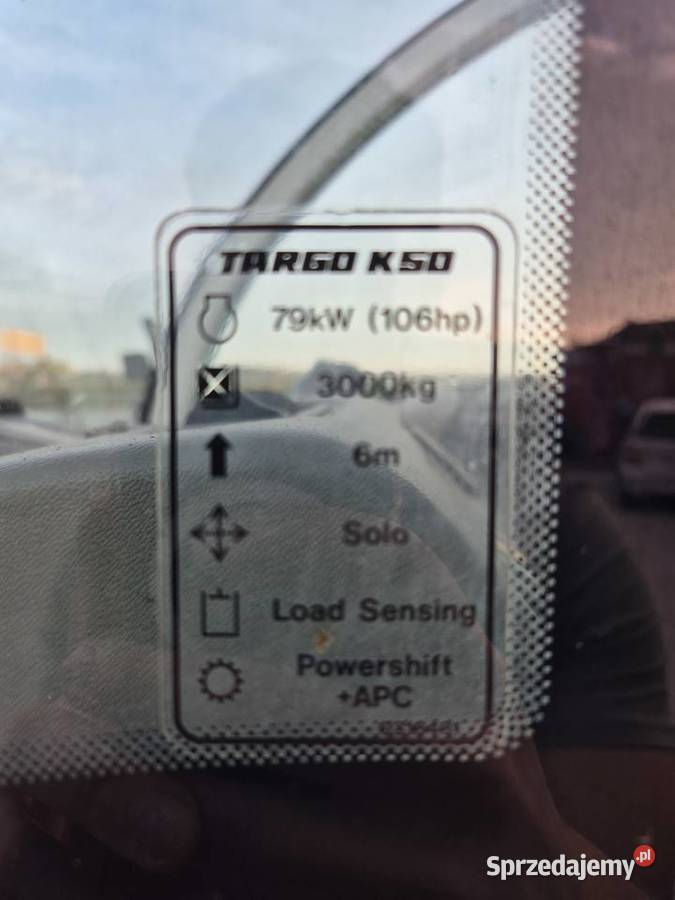 TARGO K50
79kW (106hp)
3000kg
6m
Solo
Load Sensing
Powershift
+APC
Sprzedajemy.pl